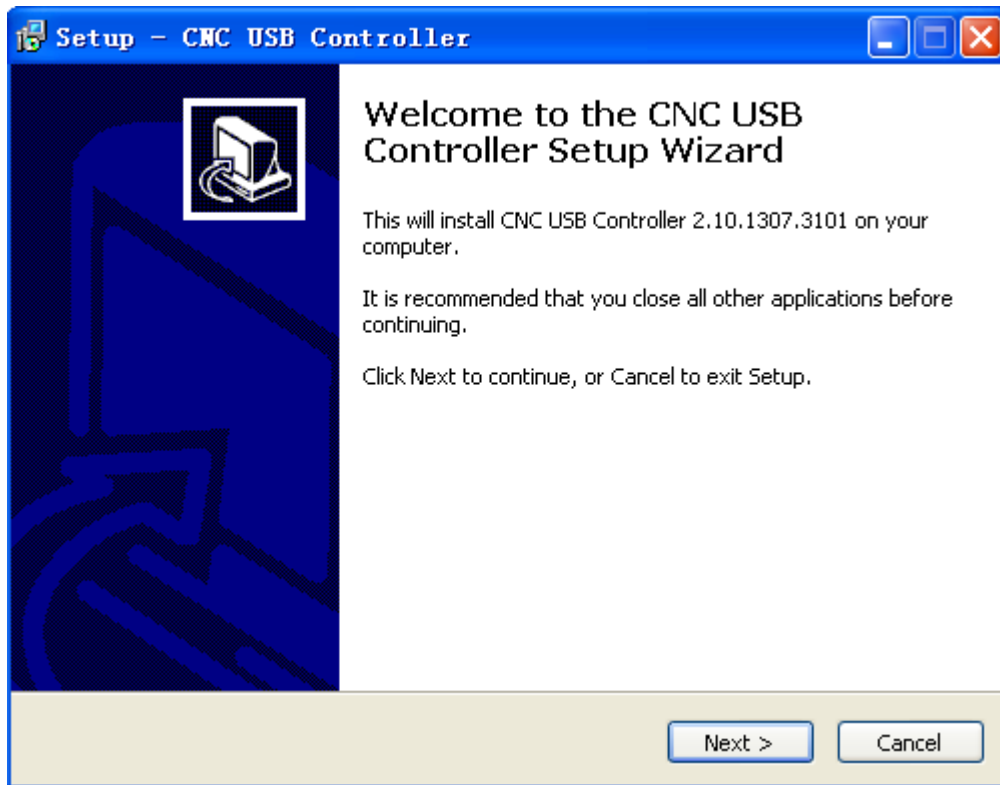 Setup - CNC USB Controller
Welcome to the CNC USB
Controller Setup Wizard
This will install CNC USB Controller 2.10.1307.3101 on your
computer.
It is recommended that you close all other applications before
continuing.
Click Next to continue, or Cancel to exit Setup.
Next >
Cancel